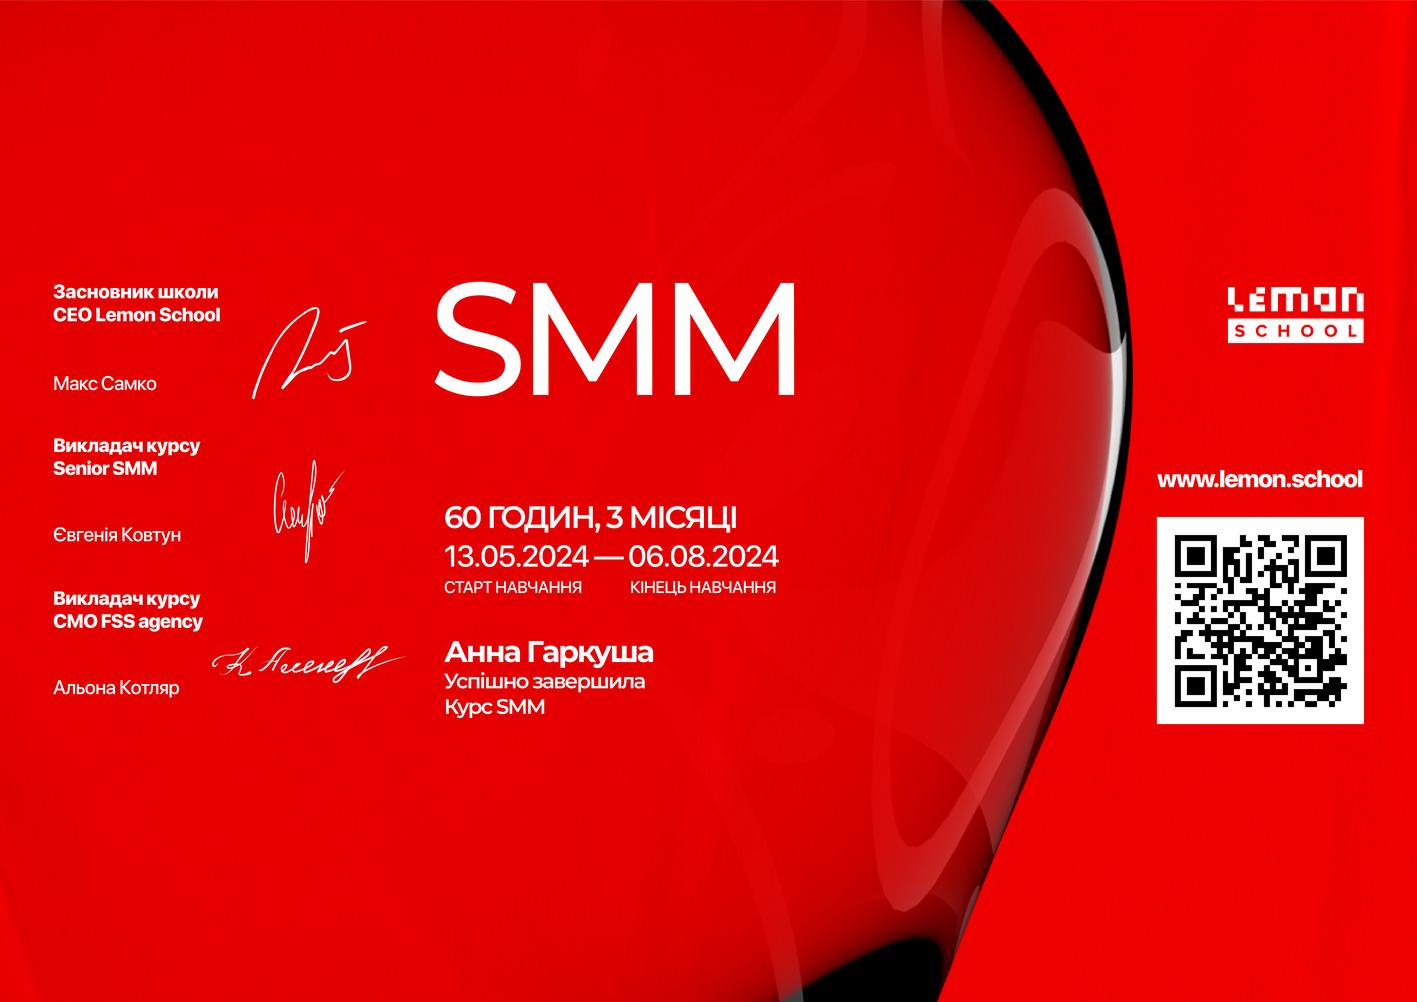 Засновник школи
CEO Lemon School
Макс Самко
Викладач курсу
Senior SMM
Євгенія Ковтун
Викладач курсу
CMO FSS agency
Альона Котляр
SMM
60 ГОДИН, 3 МІСЯЦІ
13.05.2024 — 06.08.2024
СТАРТ НАВЧАННЯ КІНЕЦЬ НАВЧАННЯ
Анна Гаркуша
Успішно завершила
Курс SMM
LEMON
SCHOOL
www.lemon.school